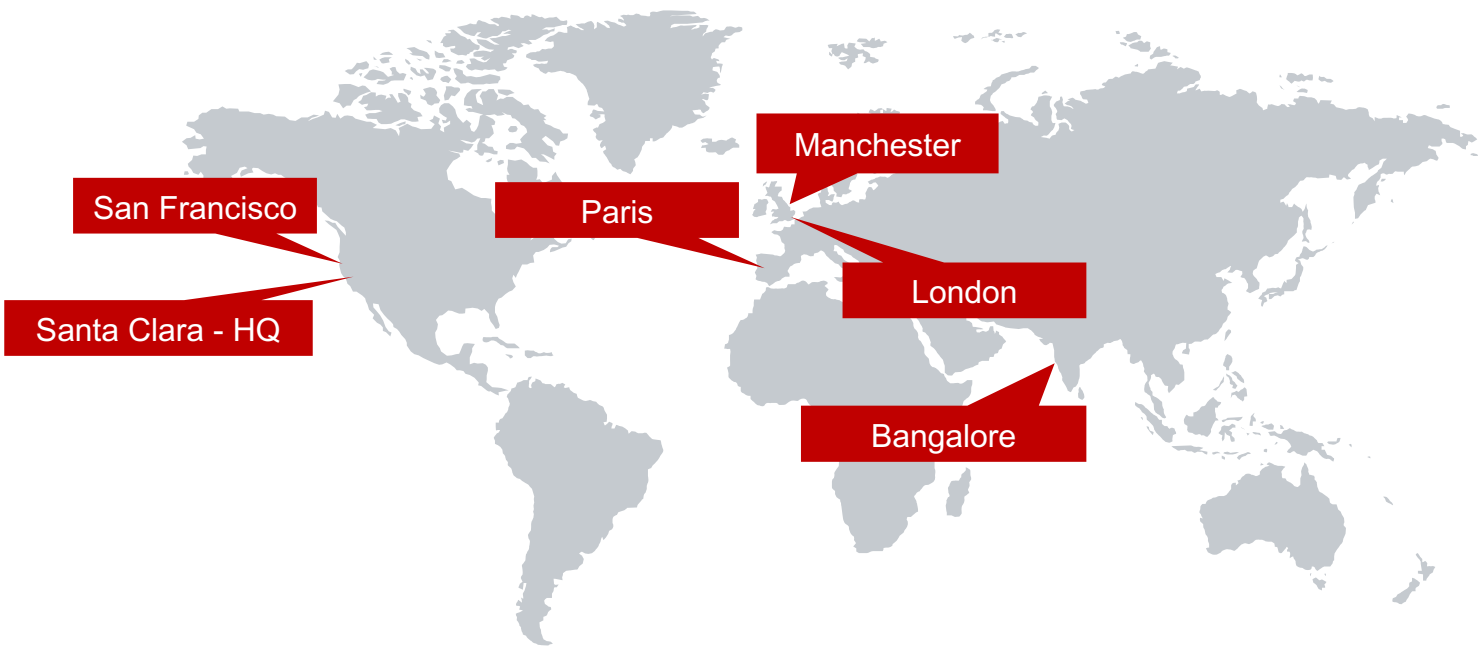 Manchester
San Francisco
Paris
London
Santa Clara - HQ
Bangalore